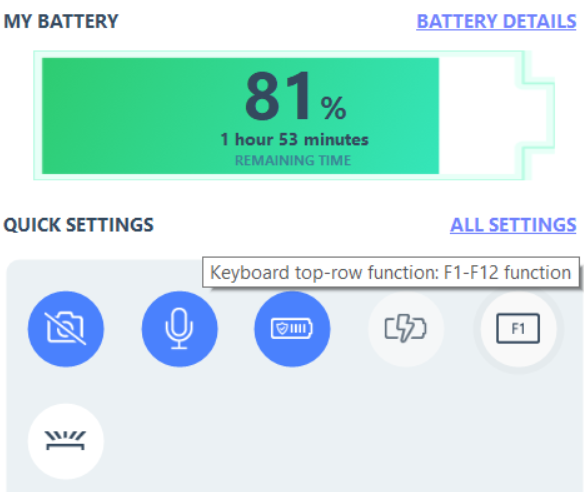 MY BATTERY
BATTERY DETAILS
81%
1 hour 53 minutes
REMAINING TIME
QUICK SETTINGS
ALL SETTINGS
Keyboard top-row function: F1-F12 function
F1